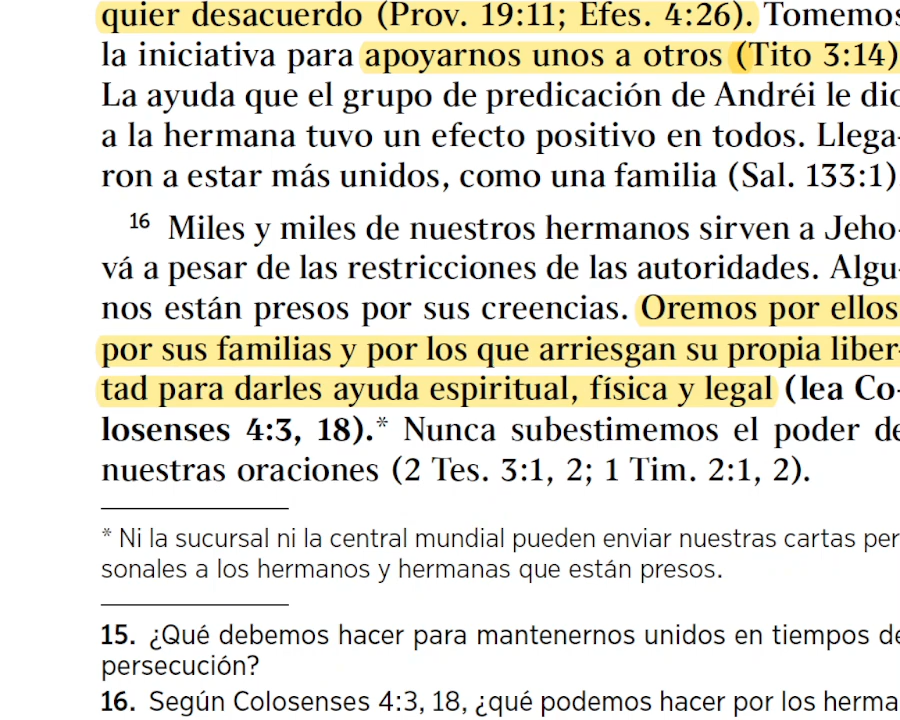 quier desacuerdo (Prov. 19:11; Efes. 4:26). Tomemos
la iniciativa para apoyarnos unos a otros (Tito 3:14)
La ayuda que el grupo de predicación de Andréi le dio
a la hermana tuvo un efecto positivo en todos. Llega-
ron a estar más unidos, como una familia (Sal. 133:1)
16 Miles y miles de nuestros hermanos sirven a Jeho-
vá a pesar de las restricciones de las autoridades. Algu-
nos están presos por sus creencias. Oremos por ellos
por sus familias y por los que arriesgan su propia liber-
tad para darles ayuda espiritual, física y legal (lea Co-
losenses 4:3, 18).* Nunca subestimemos el poder de
nuestras oraciones (2 Tes. 3:1, 2; 1 Tim. 2:1, 2).
* Ni la sucursal ni la central mundial pueden enviar nuestras cartas per
sonales a los hermanos y hermanas que están presos.
15. ¿Qué debemos hacer para mantenernos unidos en tiempos de
persecución?
16. Según Colosenses 4:3, 18, ¿qué podemos hacer por los herma